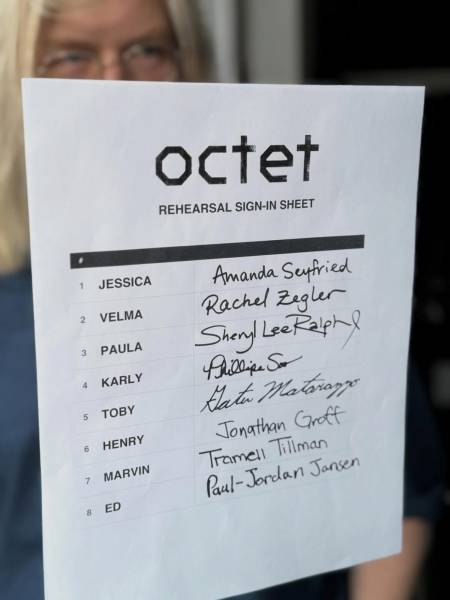 octet
REHEARSAL SIGN-IN SHEET
#
1 JESSICA Amanda Seyfried
2 VELMA Rachel Zegler
3 PAULA Sheryl Lee Ralph
4 KARLY Phillipa Soo
5 TOBY Gaten Matarazzo
6 HENRY Jonathan Groff
7 MARVIN Tramell Tillman
8 ED Paul-Jordan Jansen